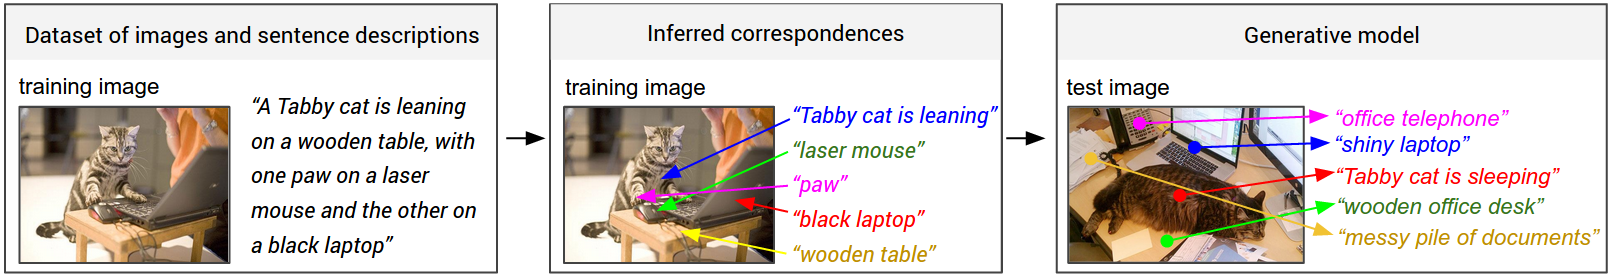 Dataset of images and sentence descriptions
training image
“A Tabby cat is leaning
on a wooden table, with
one paw on a laser
mouse and the other on
a black laptop”
Inferred correspondences
training image
“Tabby cat is leaning”
“laser mouse”
“paw”
“black laptop”
“wooden table”
Generative model
test image
“office telephone”
“shiny laptop”
“Tabby cat is sleeping”
“wooden office desk”
“messy pile of documents”